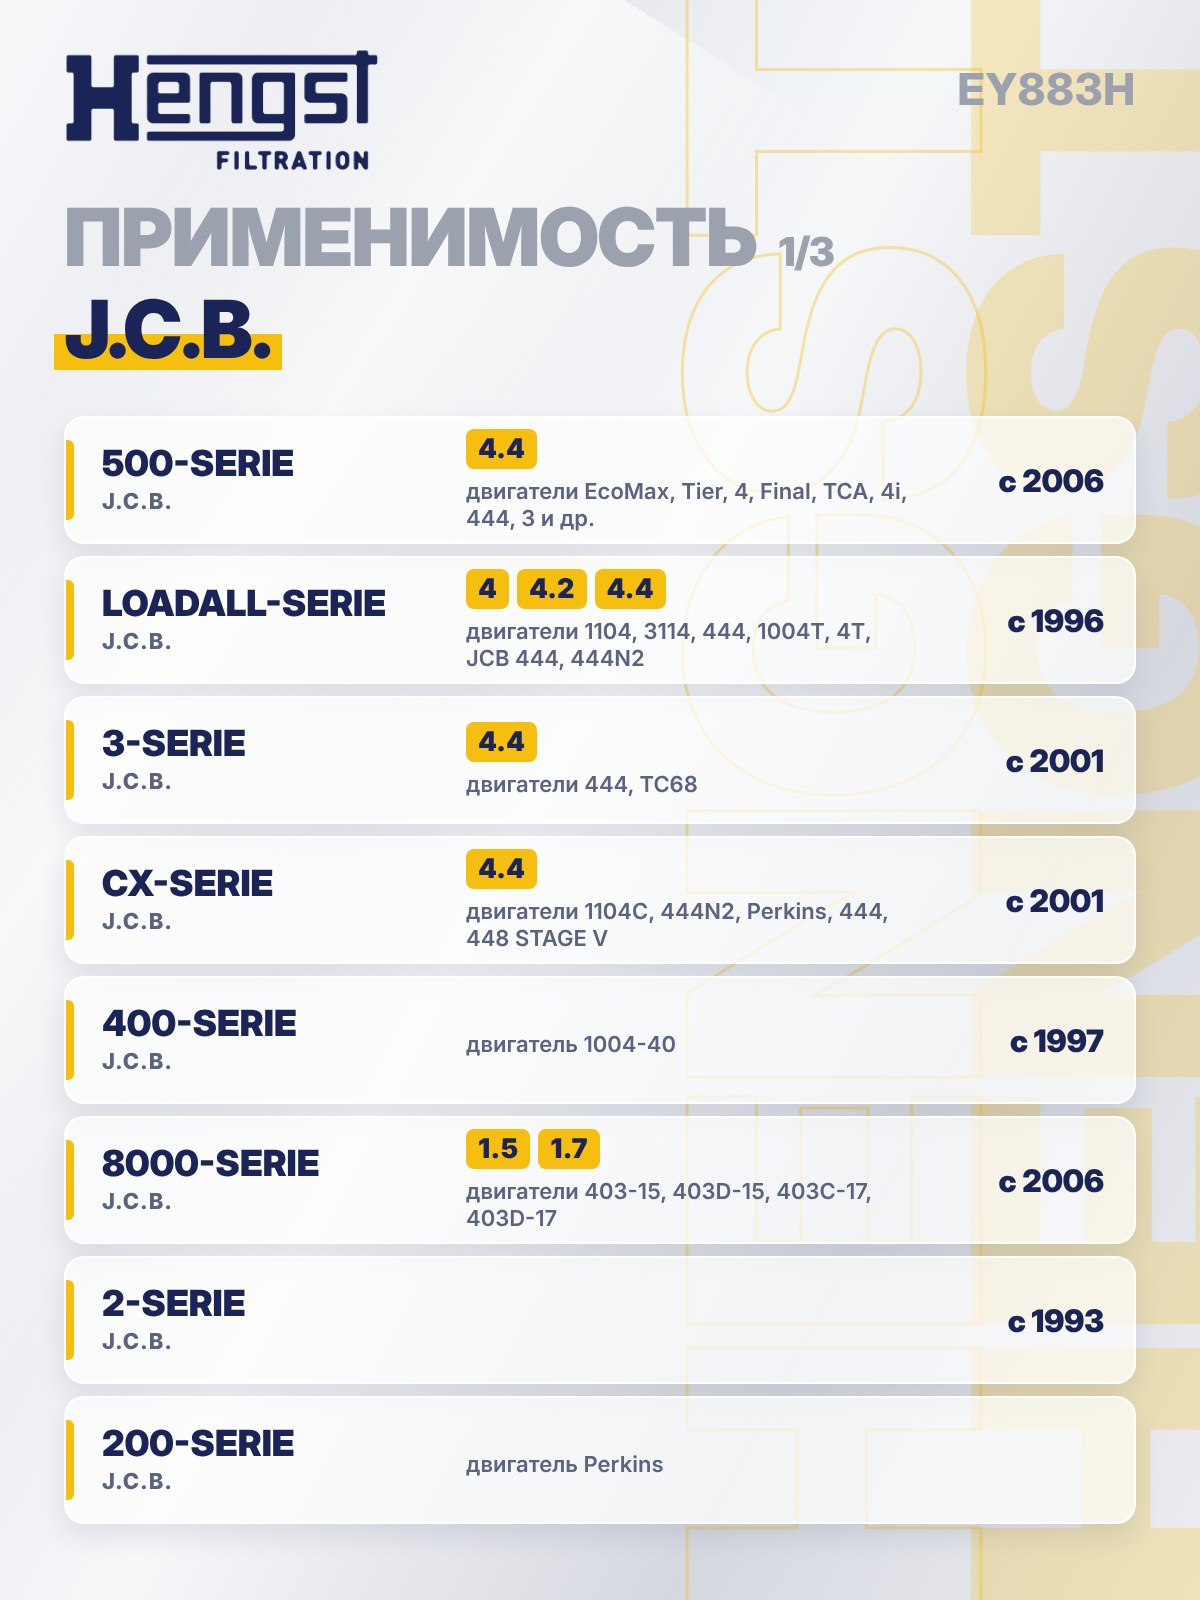 Hengst
FILTRATION
EY883H
ПРИМЕНИМОСТЬ 1/3
J.C.B.
500-SERIE
J.C.B.
4.4
двигатели EcoMax, Tier, 4, Final, TCA, 4i,
444, 3 и др.
с 2006
LOADALL-SERIE
J.C.B.
4 4.2 4.4
двигатели 1104, 3114, 444, 1004T, 4T,
JCB 444, 444N2
с 1996
3-SERIE
J.C.B.
4.4
двигатели 444, TC68
с 2001
CX-SERIE
J.C.B.
4.4
двигатели 1104C, 444N2, Perkins, 444,
448 STAGE V
с 2001
400-SERIE
J.C.B.
двигатель 1004-40
с 1997
8000-SERIE
J.C.B.
1.5 1.7
двигатели 403-15, 403D-15, 403C-17,
403D-17
с 2006
2-SERIE
J.C.B.
с 1993
200-SERIE
J.C.B.
двигатель Perkins
HENGST
HENGST